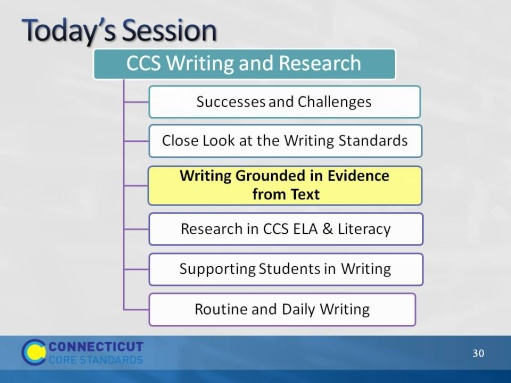 Today's Session
CCS Writing and Research
Successes and Challenges
Close Look at the Writing Standards
Writing Grounded in Evidence
from Text
Research in CCS ELA & Literacy
Supporting Students in Writing
Routine and Daily Writing
CONNECTICUT
CORE STANDARDS
30